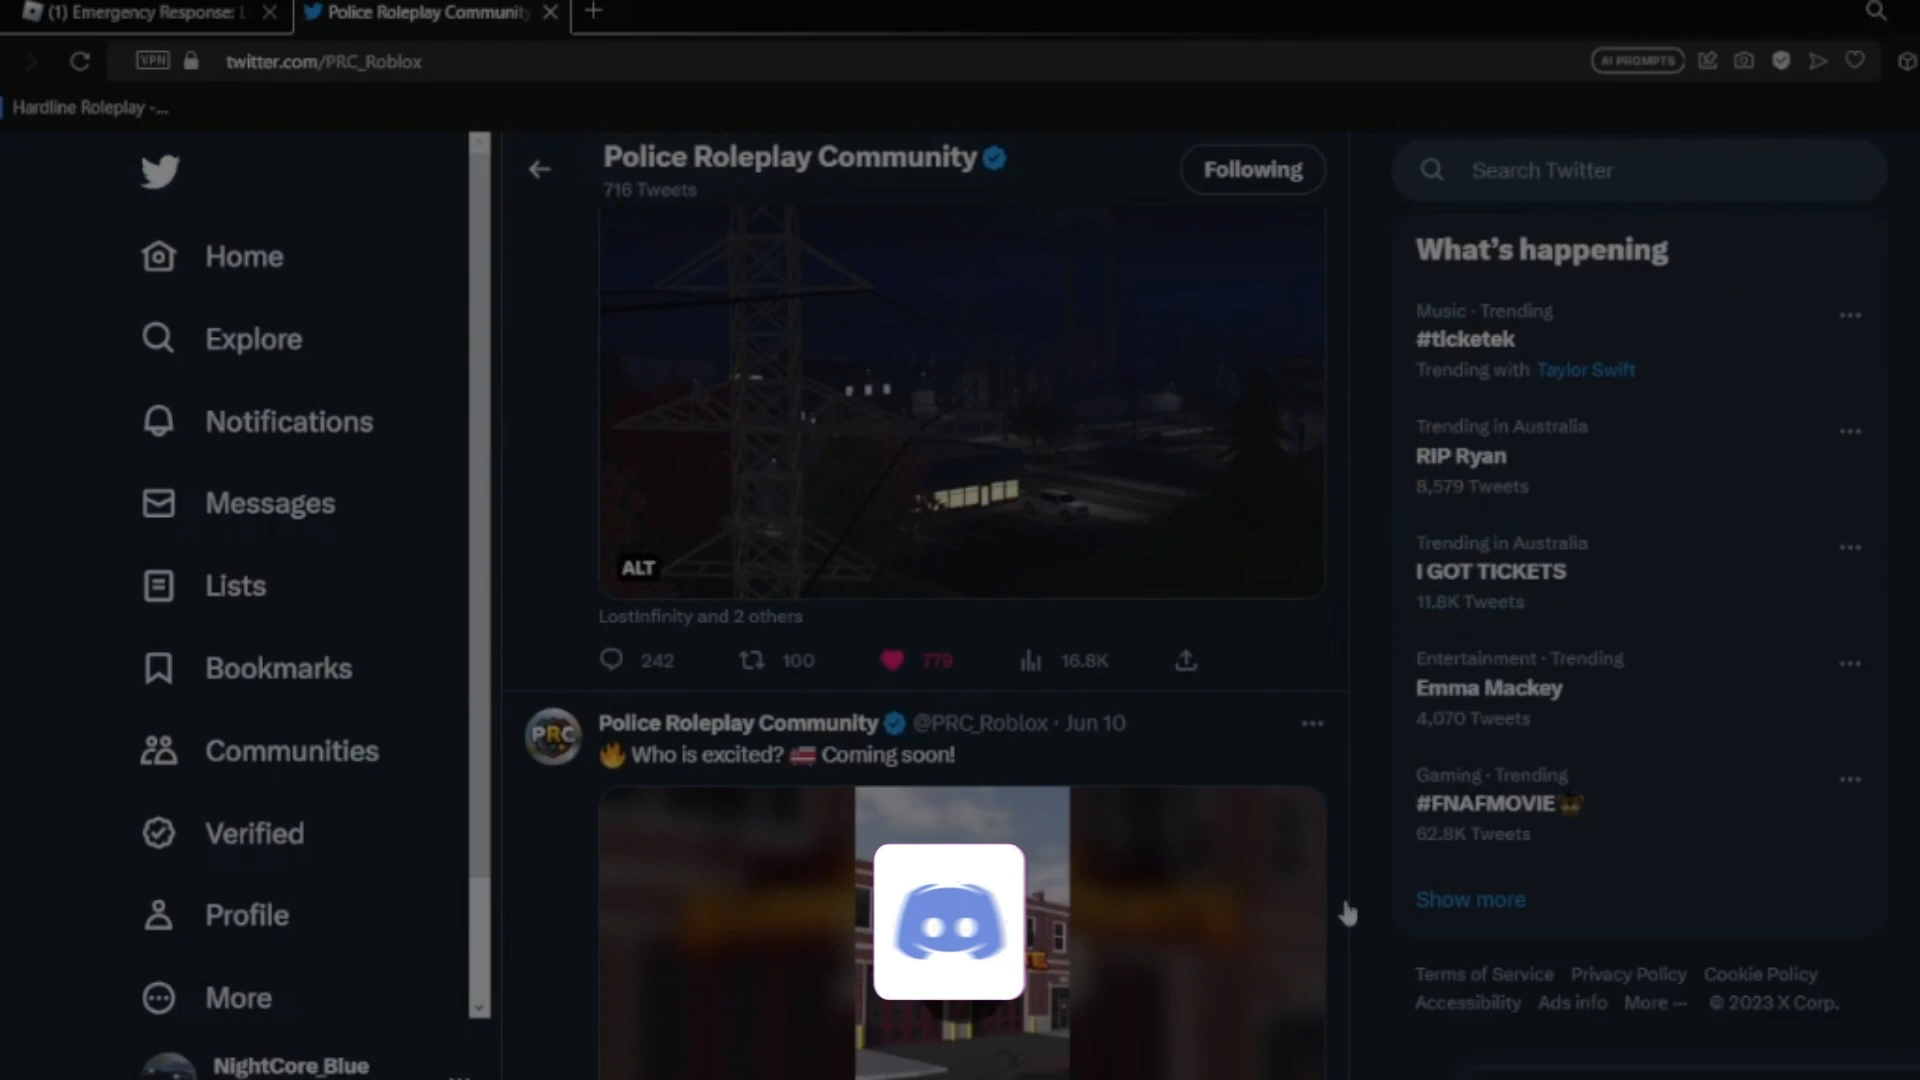 (1) Emergency Response: L
Police Roleplay Community
VPN
twitter.com/PRC_Roblox
AI PROMPTS
Hardline Roleplay -...
Home
Explore
Notifications
Messages
Lists
Bookmarks
Communities
Verified
Profile
More
NightCore_Blue
Police Roleplay Community
716 Tweets
Following
ALT
LostInfinity and 2 others
242 100 779 16.8K
PRC
Police Roleplay Community @PRC_Roblox · Jun 10
🔥 Who is excited? 🇺🇸 Coming soon!
Search Twitter
What's happening
Music · Trending
#ticketek
Trending with Taylor Swift
Trending in Australia
RIP Ryan
8,579 Tweets
Trending in Australia
I GOT TICKETS
11.8K Tweets
Entertainment · Trending
Emma Mackey
4,070 Tweets
Gaming · Trending
#FNAFMOVIE
62.8K Tweets
Show more
Terms of Service Privacy Policy Cookie Policy
Accessibility Ads info More ··· © 2023 X Corp.